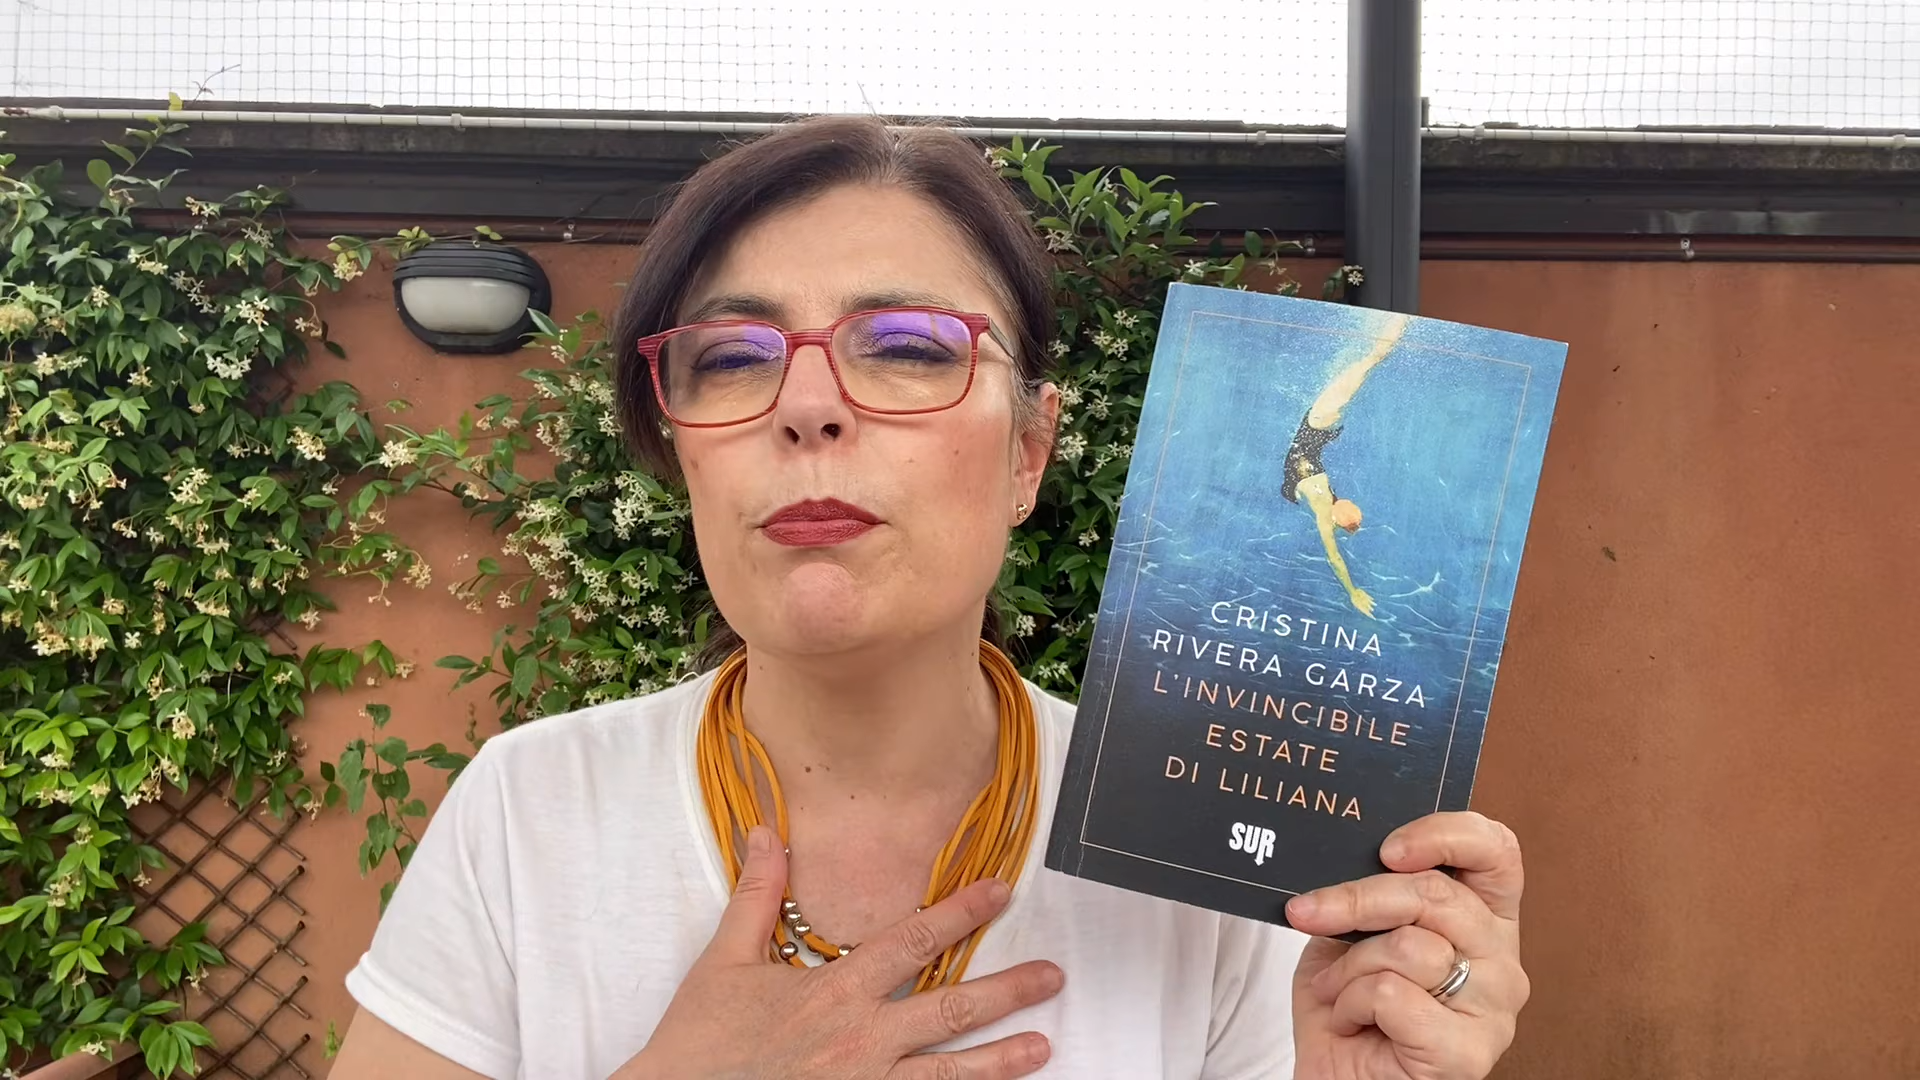 CRISTINA
RIVERA GARZA
L'INVINCIBILE
ESTATE
DI LILIANA
SUR